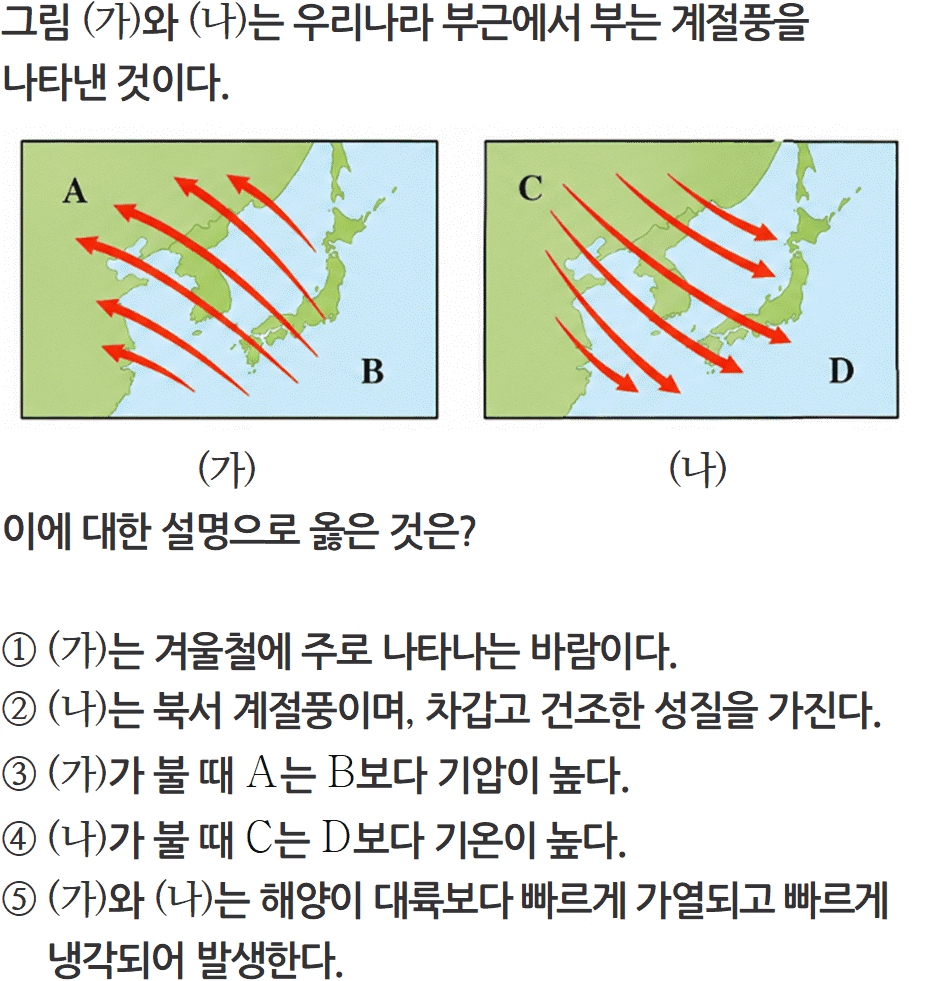 그림 (가)와 (나)는 우리나라 부근에서 부는 계절풍을
나타낸 것이다.
A
B
C
D
(가)
(나)
이에 대한 설명으로 옳은 것은?
① (가)는 겨울철에 주로 나타나는 바람이다.
② (나)는 북서 계절풍이며, 차갑고 건조한 성질을 가진다.
③ (가)가 불 때 A는 B보다 기압이 높다.
④ (나)가 불 때 C는 D보다 기온이 높다.
⑤ (가)와 (나)는 해양이 대륙보다 빠르게 가열되고 빠르게
냉각되어 발생한다.